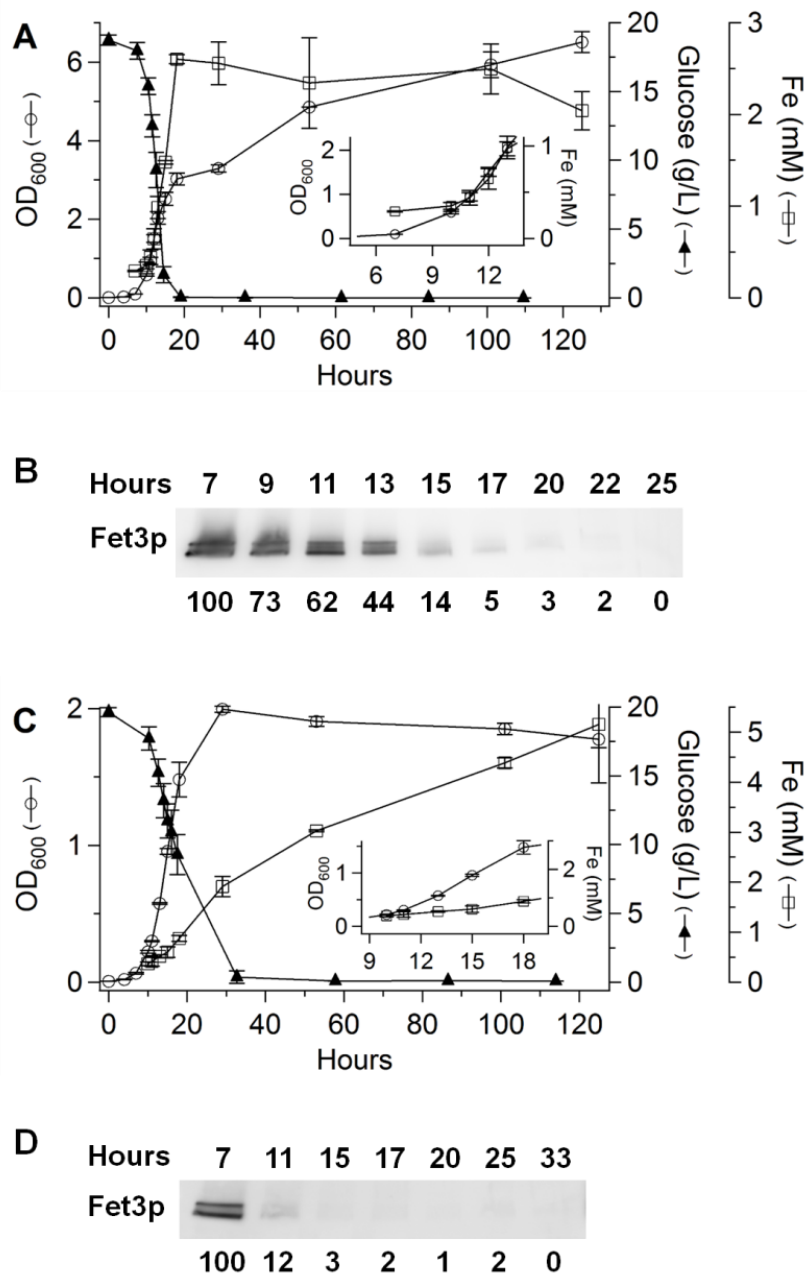 A
OD600 (—○—)
6
4
2
0
20
15
10
5
0
Glucose (g/L) (—▲—)
3
2
1
0
Fe (mM) (—□—)
OD600
2
1
0
1
0
Fe (mM)
6 9 12
0 20 40 60 80 100 120
Hours
B
Hours 7 9 11 13 15 17 20 22 25
Fet3p
100 73 62 44 14 5 3 2 0
C
OD600 (—○—)
2
1
0
20
15
10
5
0
Glucose (g/L) (—▲—)
5
4
3
2
1
0
Fe (mM) (—□—)
OD600
1
0
2
0
Fe (mM)
9 12 15 18
0 20 40 60 80 100 120
Hours
D
Hours 7 11 15 17 20 25 33
Fet3p
100 12 3 2 1 2 0